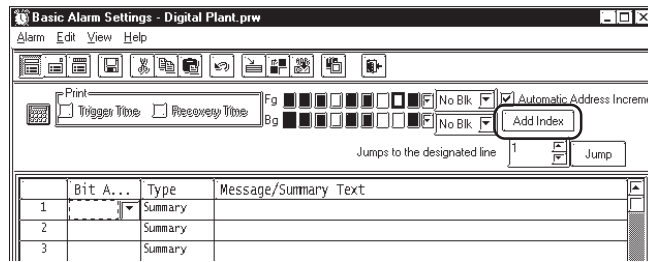 Basic Alarm Settings - Digital Plant.prw
Alarm Edit View Help
Print
Trigger Time Recovery Time
Fg No Blk Automatic Address Increme
Bg No Blk Add Index
Jumps to the designated line 1 Jump
Bit A... Type Message/Summary Text
1 Summary
2 Summary
3 Summary